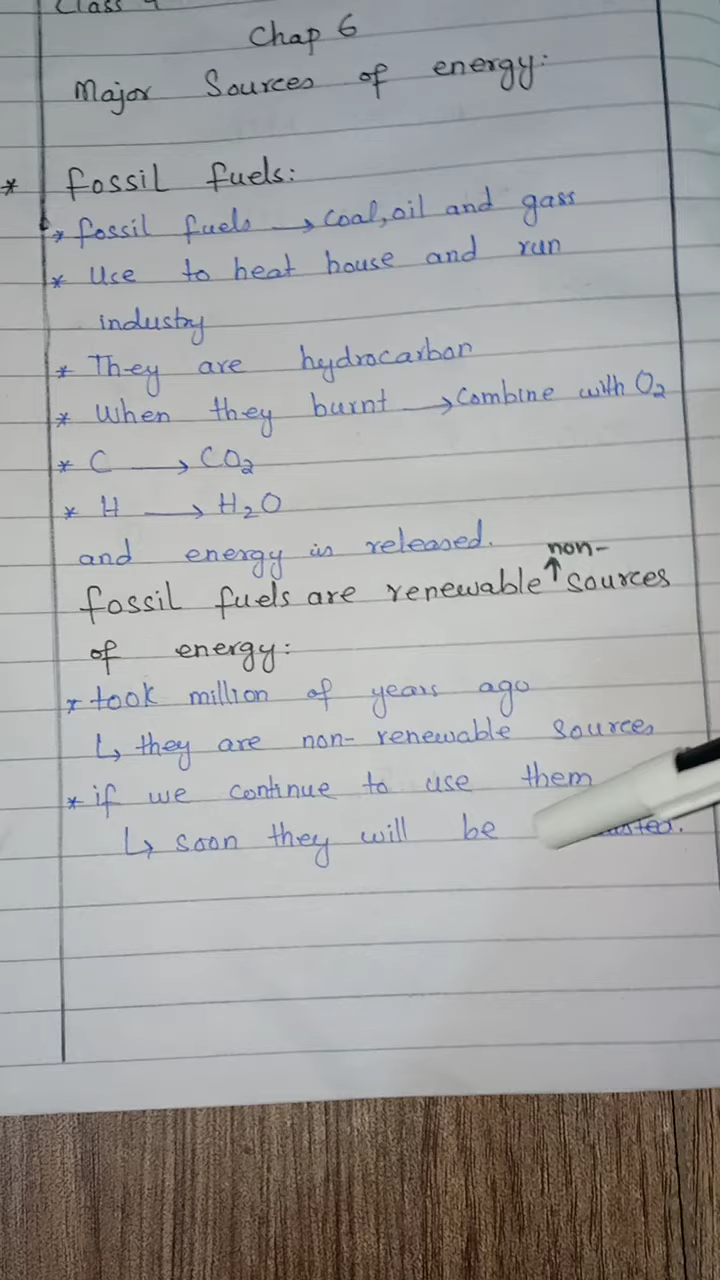 Class 9
Chap 6
Major Sources of energy:
* fossil fuels:
* fossil fuels → coal, oil and gass
* Use to heat house and run
industry
* They are hydrocarbon
* When they burnt → combine with O₂
* C → CO₂
* H → H₂O
and energy is released.
non-
fossil fuels are renewable ↑ sources
of energy:
* took million of years ago
↳ they are non-renewable sources
* if we continue to use them
↳ soon they will be